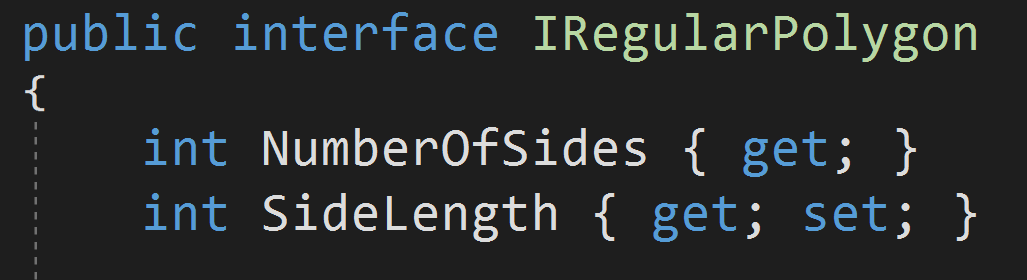 public interface IRegularPolygon
{
int NumberOfSides { get; }
int SideLength { get; set; }